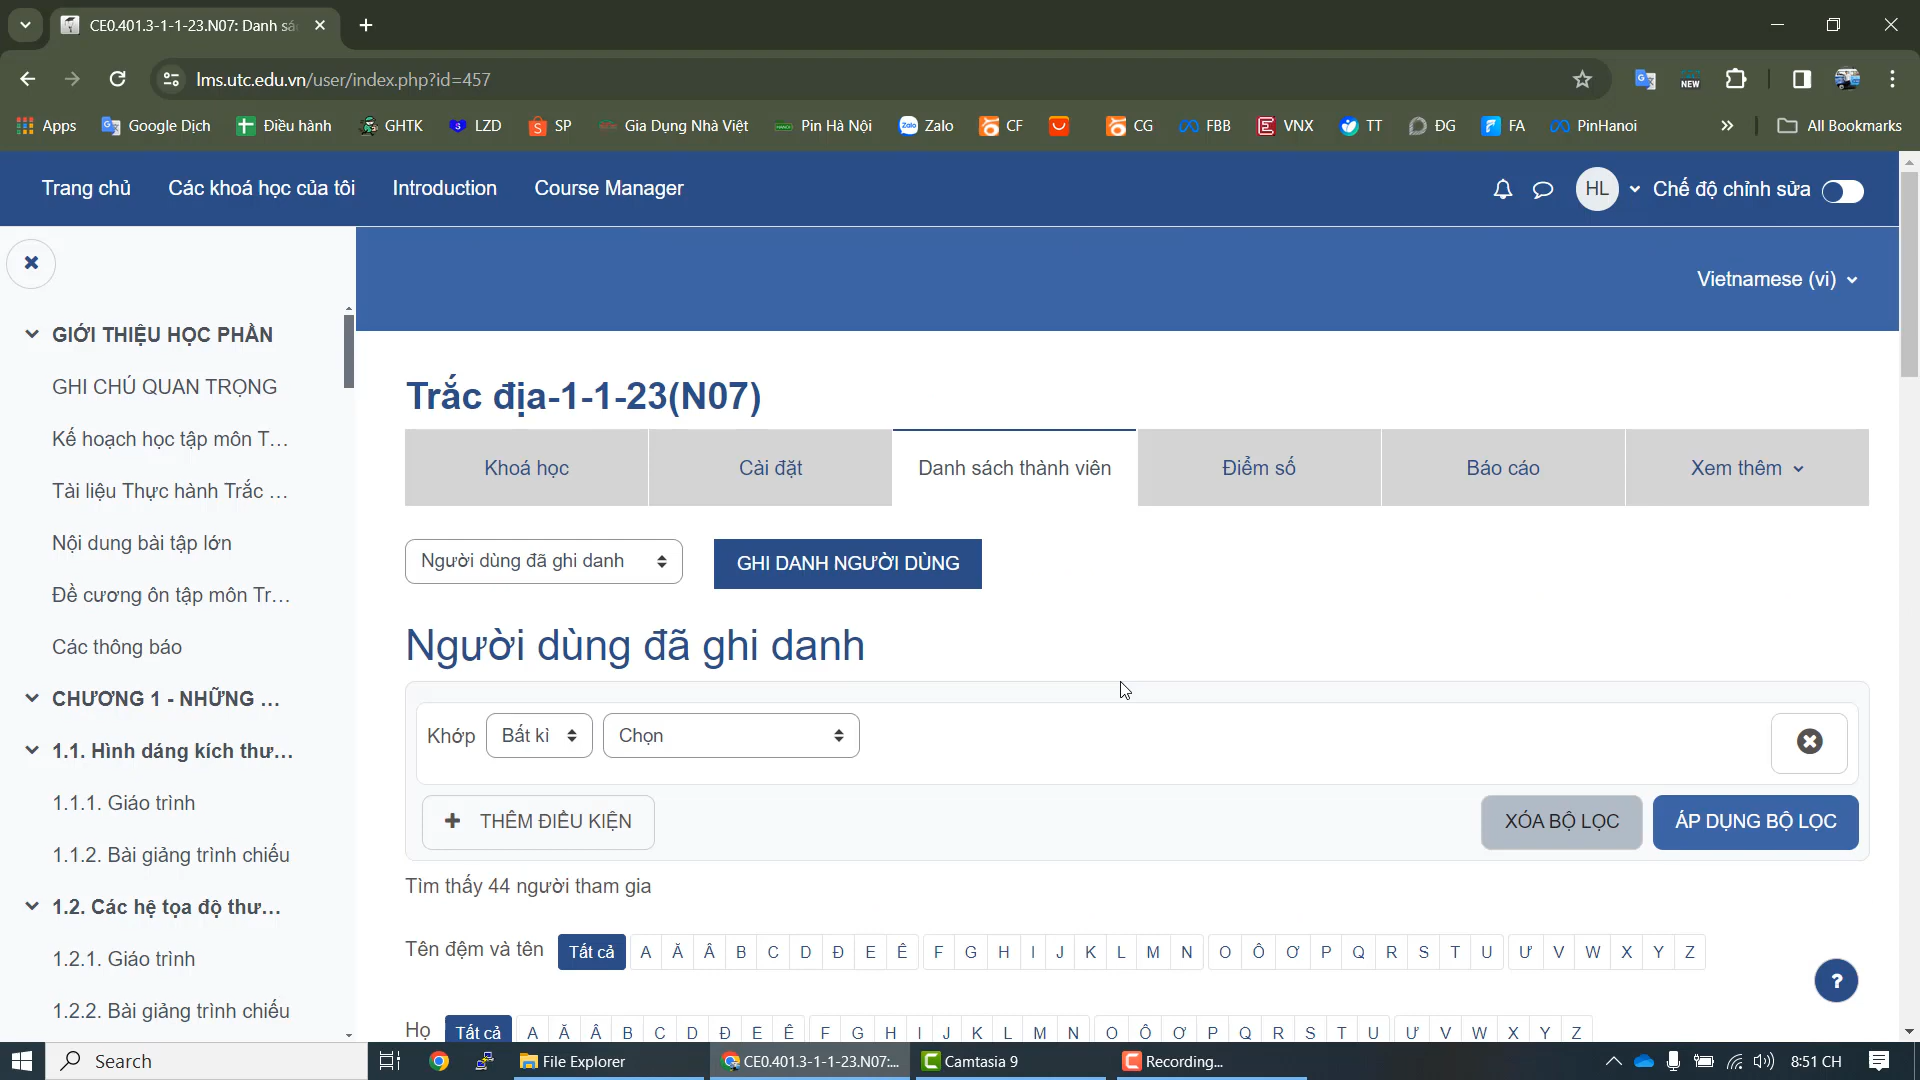 CE0.401.3-1-1-23.N07: Danh sá
lms.utc.edu.vn/user/index.php?id=457
NEW
Apps Google Dịch Điều hành GHTK LZD SP Gia Dụng Nhà Việt Pin Hà Nội Zalo CF CG FBB VNX TT ĐG FA PinHanoi All Bookmarks
Trang chủ Các khoá học của tôi Introduction Course Manager HL Chế độ chỉnh sửa
Vietnamese (vi)
GIỚI THIỆU HỌC PHẦN
GHI CHÚ QUAN TRỌNG
Kế hoạch học tập môn T...
Tài liệu Thực hành Trắc ...
Nội dung bài tập lớn
Đề cương ôn tập môn Tr...
Các thông báo
CHƯƠNG 1 - NHỮNG ...
1.1. Hình dáng kích thư...
1.1.1. Giáo trình
1.1.2. Bài giảng trình chiếu
1.2. Các hệ tọa độ thư...
1.2.1. Giáo trình
1.2.2. Bài giảng trình chiếu
Trắc địa-1-1-23(N07)
Khoá học Cài đặt Danh sách thành viên Điểm số Báo cáo Xem thêm
Người dùng đã ghi danh GHI DANH NGƯỜI DÙNG
Người dùng đã ghi danh
Khớp Bất kì Chọn
+ THÊM ĐIỀU KIỆN XÓA BỘ LỌC ÁP DỤNG BỘ LỌC
Tìm thấy 44 người tham gia
Tên đệm và tên Tất cả A Ă Â B C D Đ E Ê F G H I J K L M N O Ô Ơ P Q R S T U Ư V W X Y Z
?
Họ Tất cả A Ă Â B C D Đ E Ê F G H I J K L M N O Ô Ơ P Q R S T U Ư V W X Y Z
Search File Explorer CE0.401.3-1-1-23.N07:... Camtasia 9 Recording... 8:51 CH